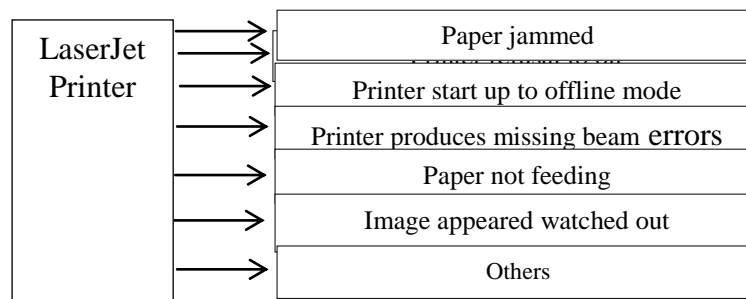 LaserJet
Printer
Paper jammed
Printer start up to offline mode
Printer produces missing beam errors
Paper not feeding
Image appeared watched out
Others